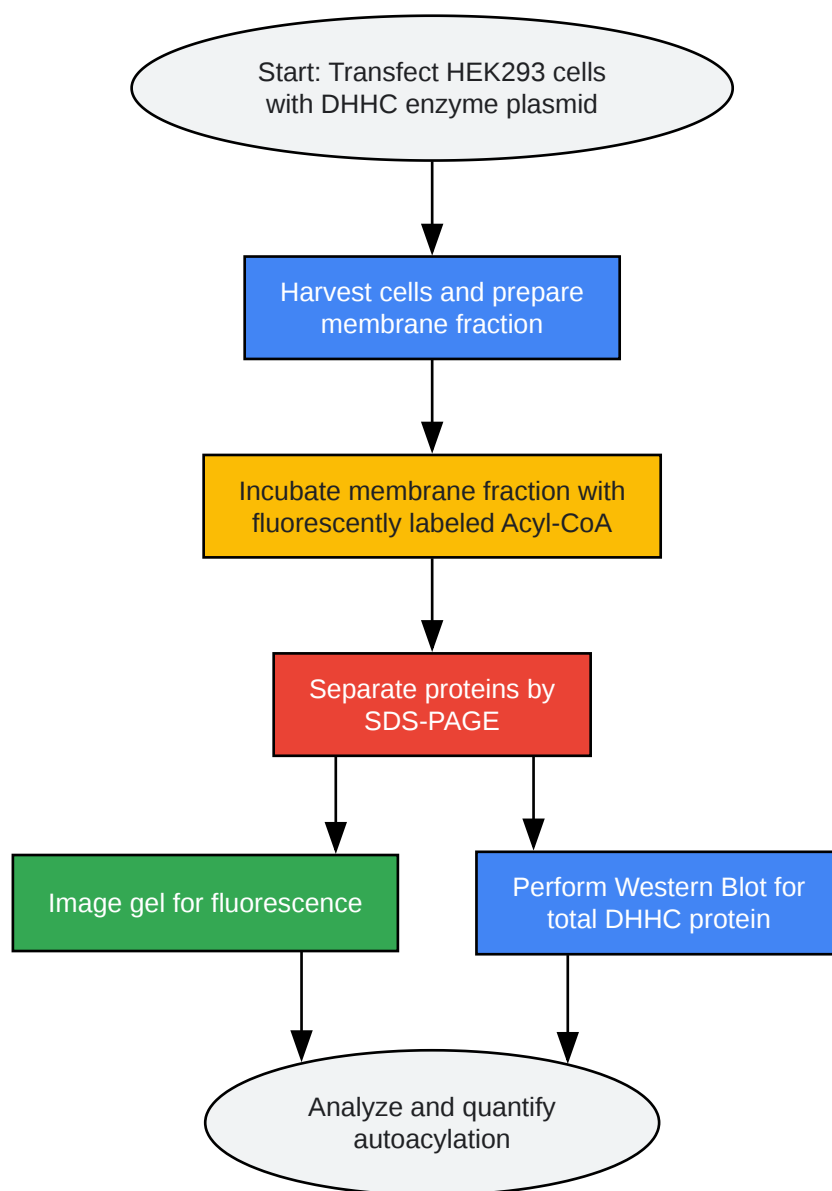 Start: Transfect HEK293 cells
with DHHC enzyme plasmid
Harvest cells and prepare
membrane fraction
Incubate membrane fraction with
fluorescently labeled Acyl-CoA
Separate proteins by
SDS-PAGE
Image gel for fluorescence
Perform Western Blot for
total DHHC protein
Analyze and quantify
autoacylation